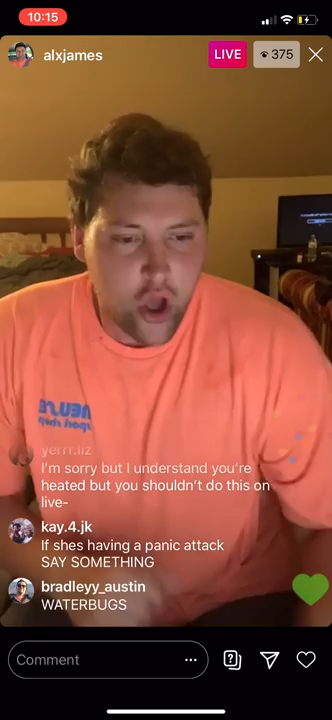 10:15
alxjames
LIVE
375
yerrr.liz
I'm sorry but I understand you're
heated but you shouldn't do this on
live-
kay.4.jk
If shes having a panic attack
SAY SOMETHING
bradleyy_austin
WATERBUGS
Comment